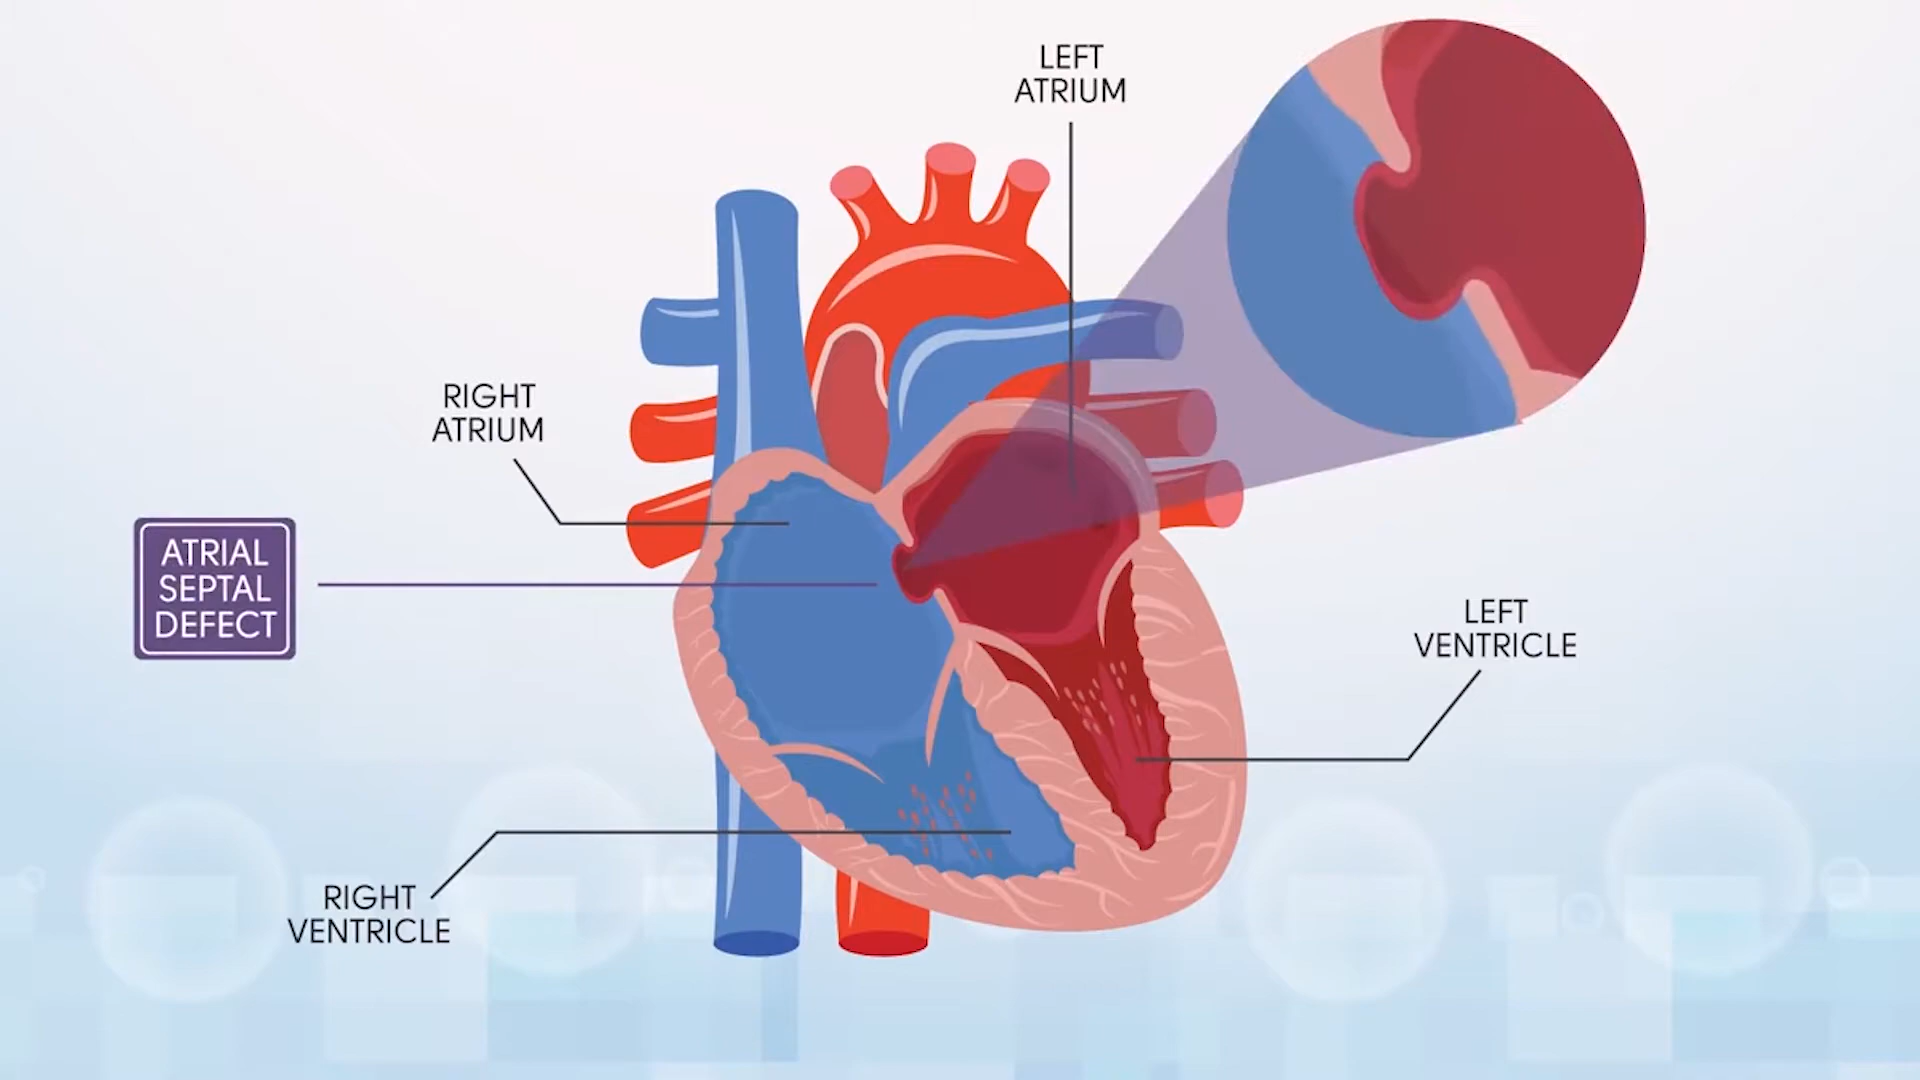 LEFT
ATRIUM
RIGHT
ATRIUM
ATRIAL
SEPTAL
DEFECT
LEFT
VENTRICLE
RIGHT
VENTRICLE